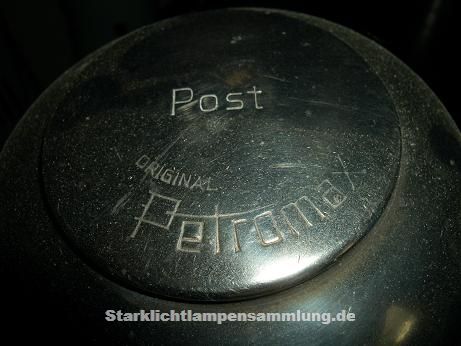 Post
ORIGINAL
Petromax
Starklichtlampensammlung.de